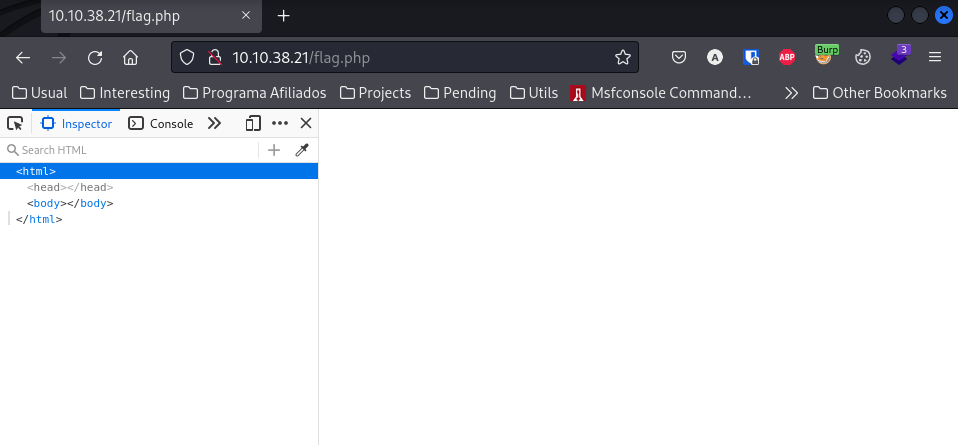 10.10.38.21/flag.php
10.10.38.21/flag.php
A
ABP
Burp
3
Usual
Interesting
Programa Afiliados
Projects
Pending
Utils
Msfconsole Command…
Other Bookmarks
Inspector
Console
Search HTML
<html>
<head></head>
<body></body>
</html>